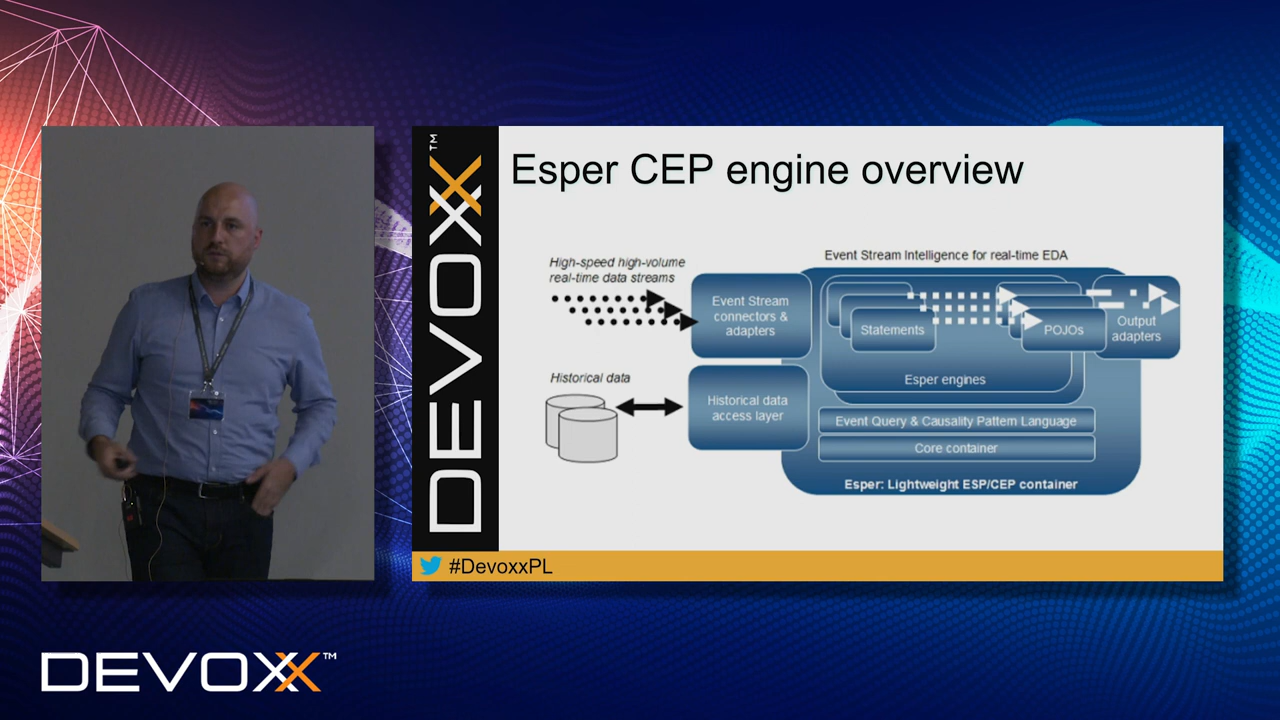 DEVOXX™
Esper CEP engine overview
High-speed high-volume
real-time data streams
Event Stream Intelligence for real-time EDA
Event Stream
connectors &
adapters
Statements
POJOs
Output
adapters
Esper engines
Historical data
Historical data
access layer
Event Query & Causality Pattern Language
Core container
Esper: Lightweight ESP/CEP container
#DevoxxPL
DEVOXX™